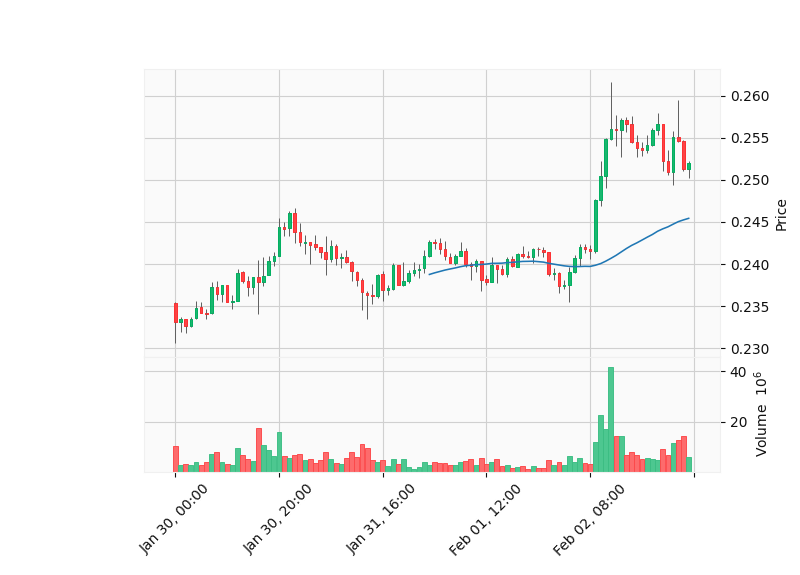 0.260
0.255
0.250
0.245
0.240
0.235
0.230
Price
40
20
Volume 10^6
Jan 30, 00:00
Jan 30, 20:00
Jan 31, 16:00
Feb 01, 12:00
Feb 02, 08:00